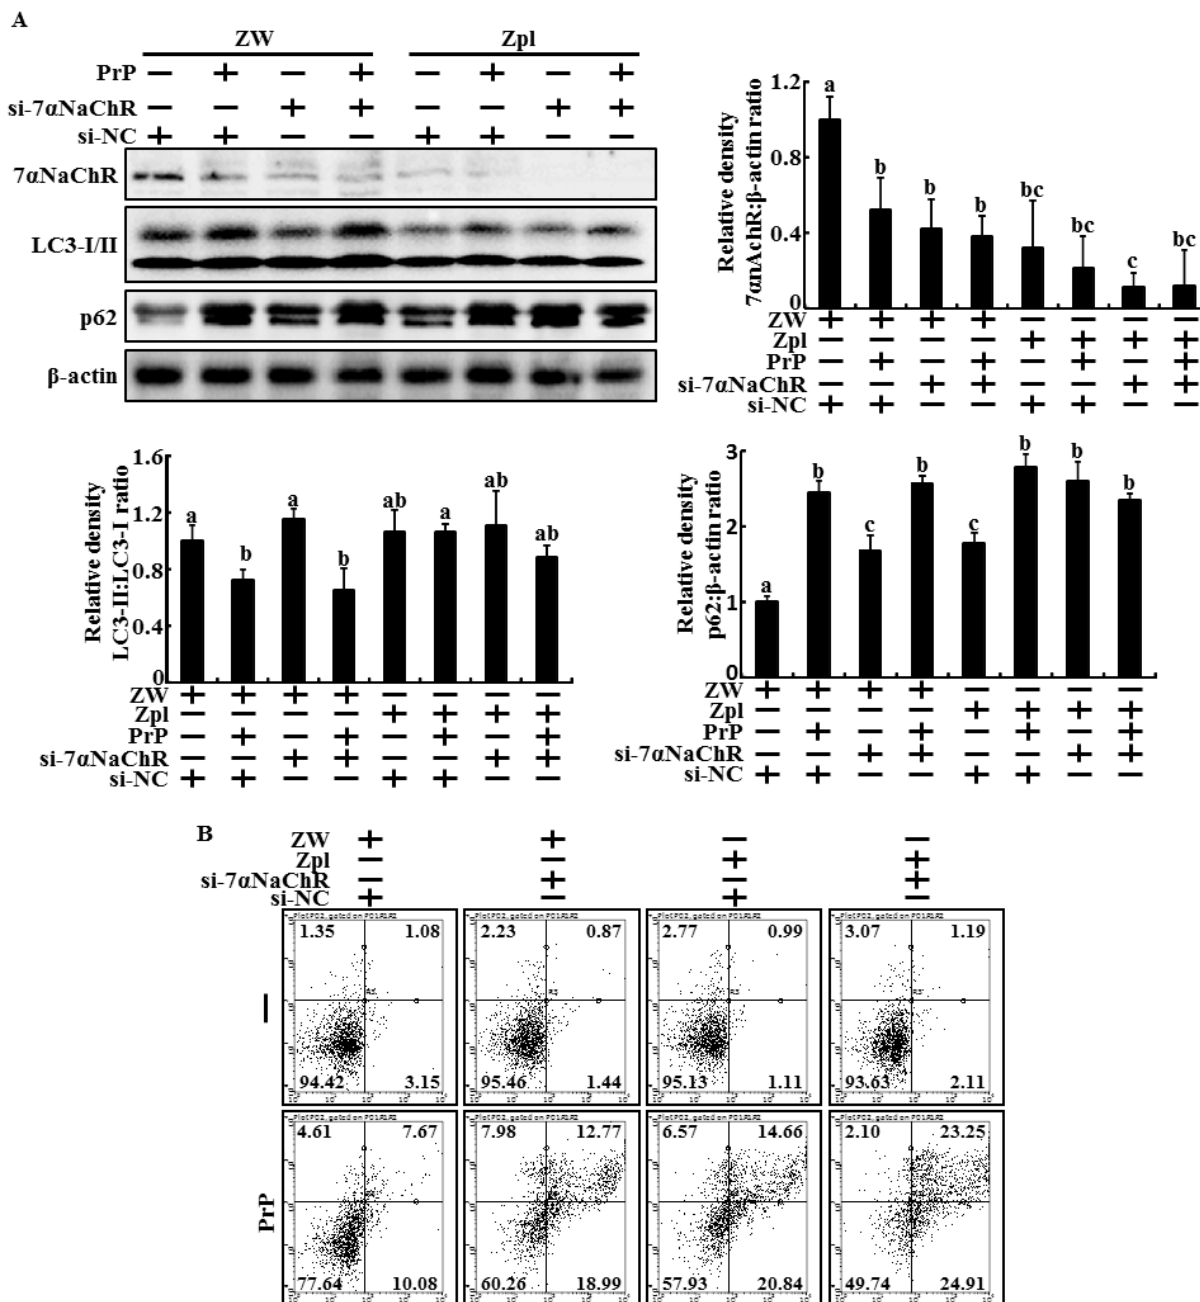 A
ZW Zpl
PrP − + − + − + − +
si-7αNaChR − − + + − − + +
si-NC + + − − + + − −
7αNaChR
LC3-I/II
p62
β-actin
Relative density
7αnAchR:β-actin ratio
1.2
0.8
0.4
0
a b b b bc bc c bc
ZW + + + + − − − −
Zpl − − − − + + + +
PrP − + − + − + − +
si-7αNaChR − − + + − − + +
si-NC + + − − + + − −
Relative density
LC3-II:LC3-I ratio
1.6
1.2
0.8
0.4
0
a b a b ab a ab ab
ZW + + + + − − − −
Zpl − − − − + + + +
PrP − + − + − + − +
si-7αNaChR − − + + − − + +
si-NC + + − − + + − −
Relative density
p62:β-actin ratio
3
2
1
0
a b c b c b b b
ZW + + + + − − − −
Zpl − − − − + + + +
PrP − + − + − + − +
si-7αNaChR − − + + − − + +
si-NC + + − − + + − −
B
ZW + + − −
Zpl − − + +
si-7αNaChR − + − +
si-NC + − + −
−
1.35 1.08 2.23 0.87 2.77 0.99 3.07 1.19
94.42 3.15 95.46 1.44 95.13 1.11 93.63 2.11
PrP
4.61 7.67 7.98 12.77 6.57 14.66 2.10 23.25
77.64 10.08 60.26 18.99 57.93 20.84 49.74 24.91